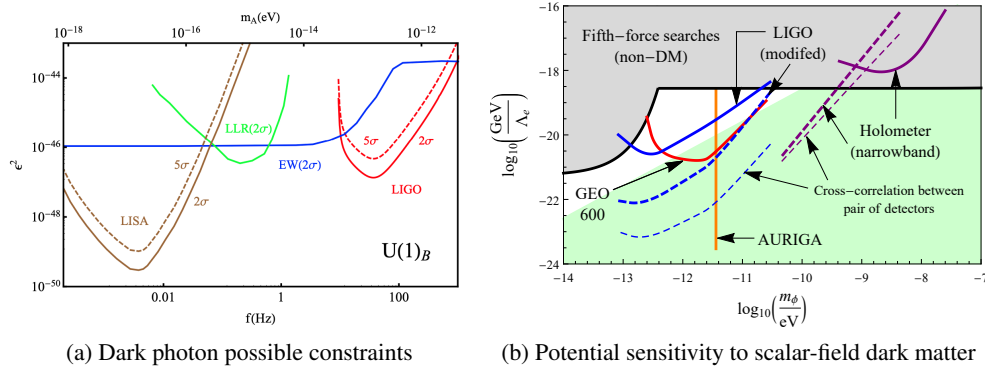 m_A(eV)
10^-18 10^-16 10^-14 10^-12
10^-44
10^-46
10^-48
10^-50
ϵ^2
LLR(2σ)
EW(2σ)
5σ
2σ
LISA
5σ
2σ
LIGO
U(1)_B
0.01 1 100
f(Hz)
(a) Dark photon possible constraints
-16
-18
-20
-22
-24
log_10(GeV/Λ_e)
Fifth-force searches
(non-DM)
LIGO
(modifed)
Holometer
(narrowband)
GEO
600
Cross-correlation between
pair of detectors
AURIGA
-14 -13 -12 -11 -10 -9 -8 -7
log_10(m_ϕ/eV)
(b) Potential sensitivity to scalar-field dark matter